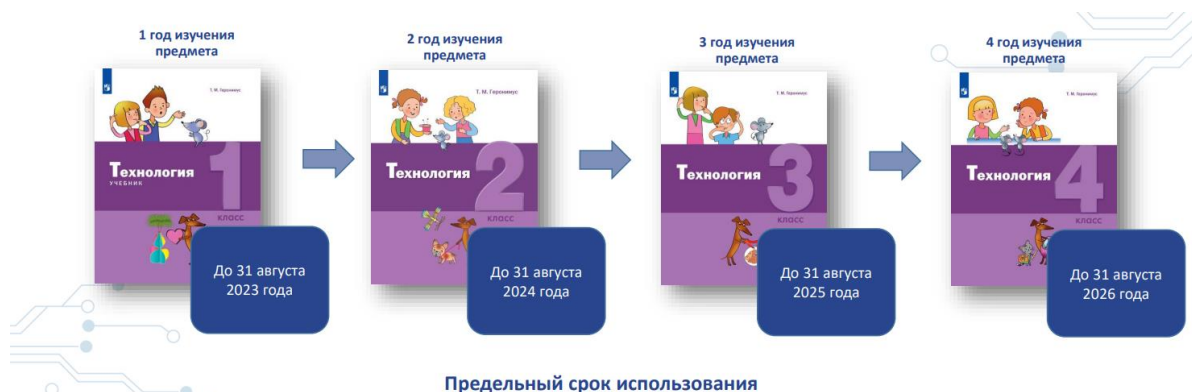 1 год изучения
предмета
Т. М. Геронимус
Технология
УЧЕБНИК
1
КЛАСС
До 31 августа
2023 года
2 год изучения
предмета
Т. М. Геронимус
Технология
2
КЛАСС
До 31 августа
2024 года
3 год изучения
предмета
Т. М. Геронимус
Технология
3
КЛАСС
До 31 августа
2025 года
4 год изучения
предмета
Т. М. Геронимус
Технология
4
КЛАСС
До 31 августа
2026 года
Предельный срок использования